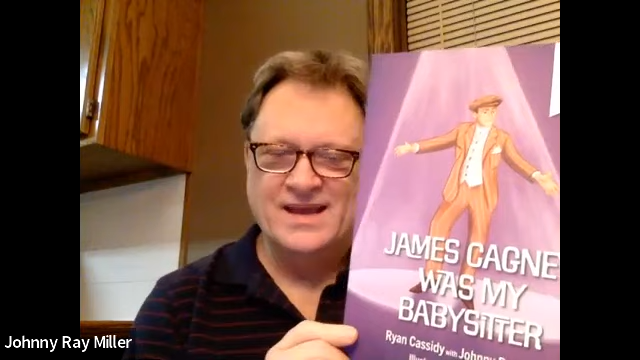 JAMES CAGNE
WAS MY
BABYSITTER
Ryan Cassidy with Johnny
Johnny Ray Miller